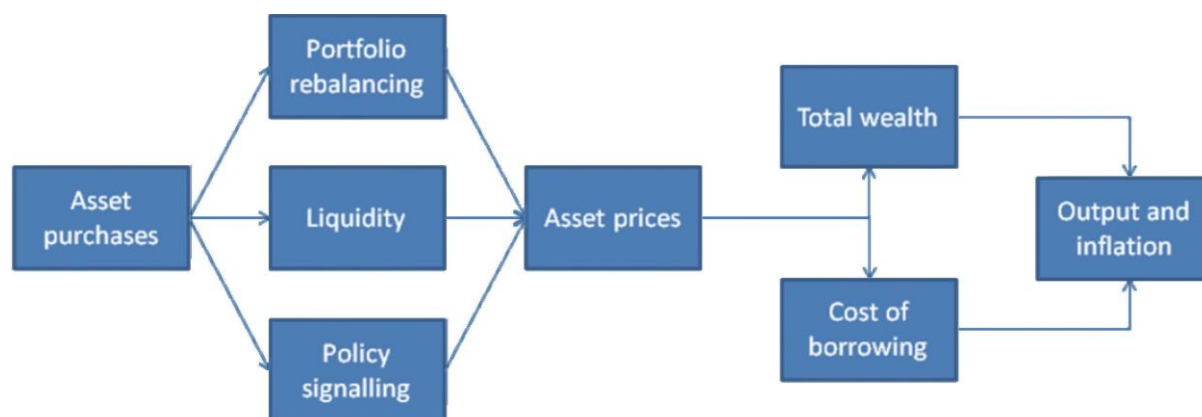 Portfolio
rebalancing
Total wealth
Asset
purchases
Liquidity
Asset prices
Output and
inflation
Cost of
borrowing
Policy
signalling